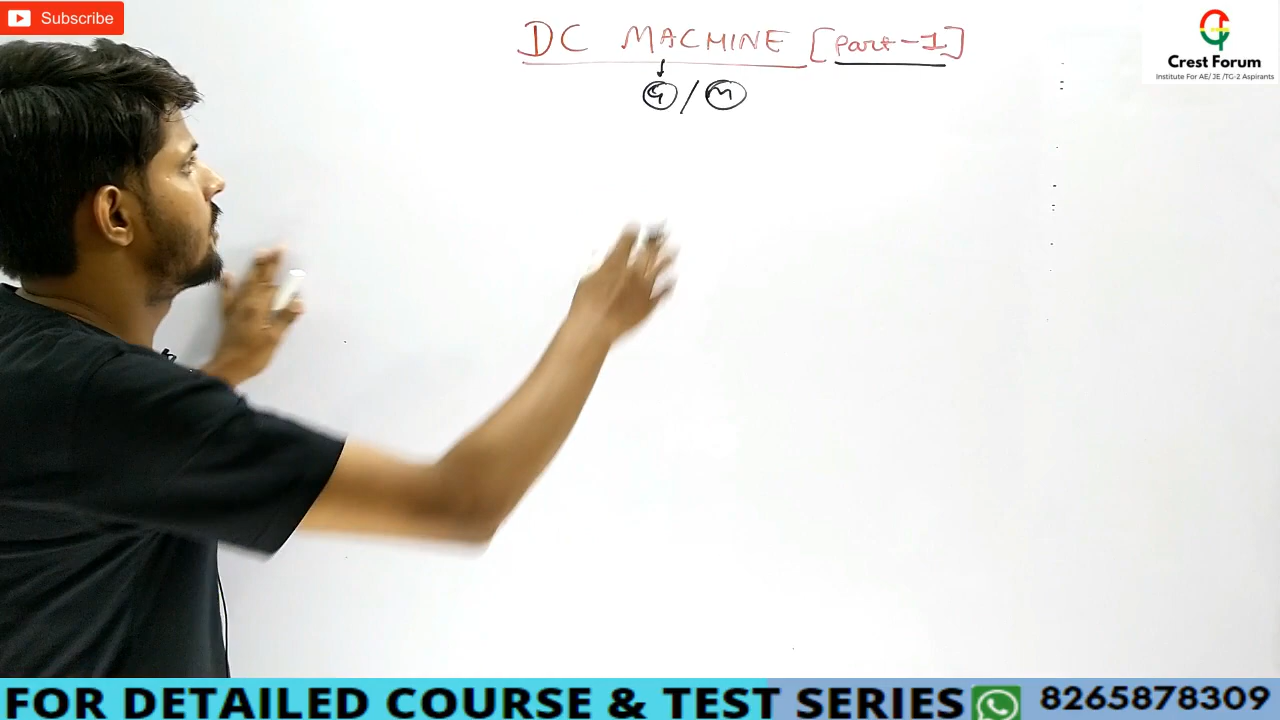 Subscribe
DC MACHINE [Part-1]
G / M
Crest Forum
Institute For AE/ JE /TG-2 Aspirants
FOR DETAILED COURSE & TEST SERIES 8265878309